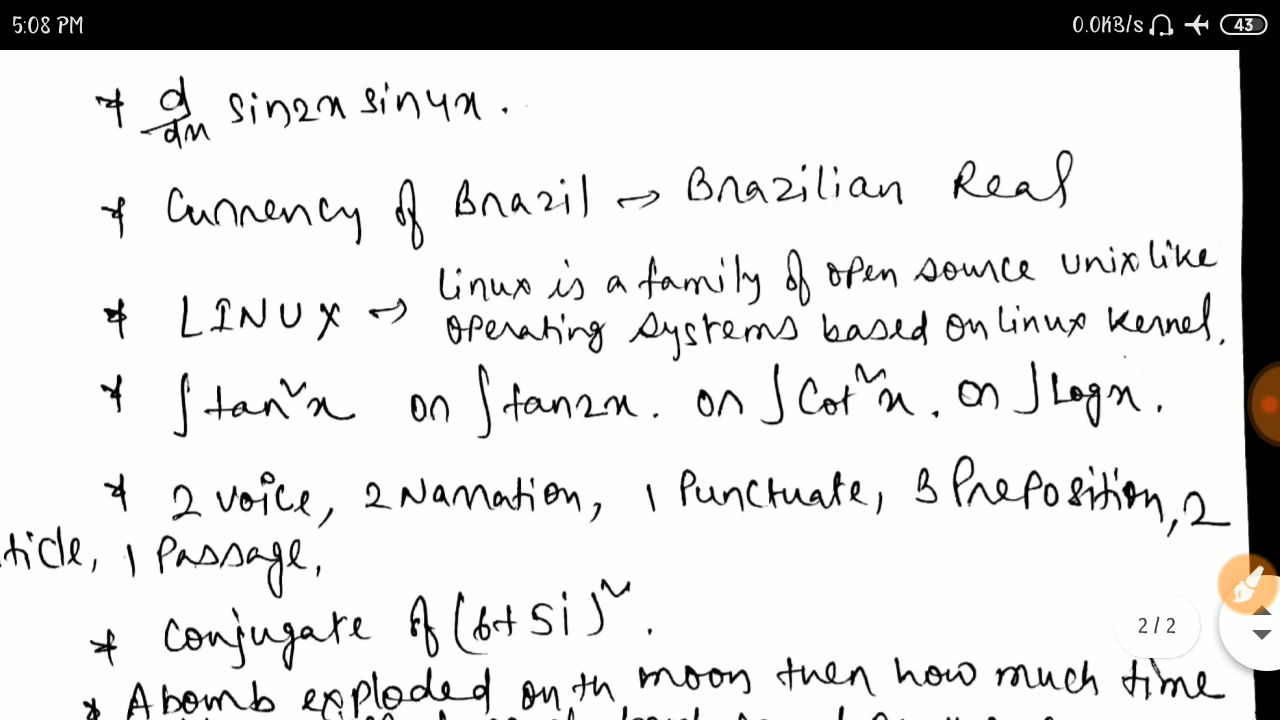 5:08 PM 0.0KB/s 43
* d/dx sin2x sin4x .
* Currency of Brazil → Brazilian Real
* LINUX → Linux is a family of open source unix like
operating systems based on linux kernel.
* ∫tan²x or ∫tan2x. or ∫Cot²x. or ∫Logx.
* 2 voice, 2 Narration, 1 Punctuate, 3 Preposition, 2
ticle, 1 Passage,
* Conjugate of (6+5i)².
2/2
* A bomb exploded on th moon then how much time